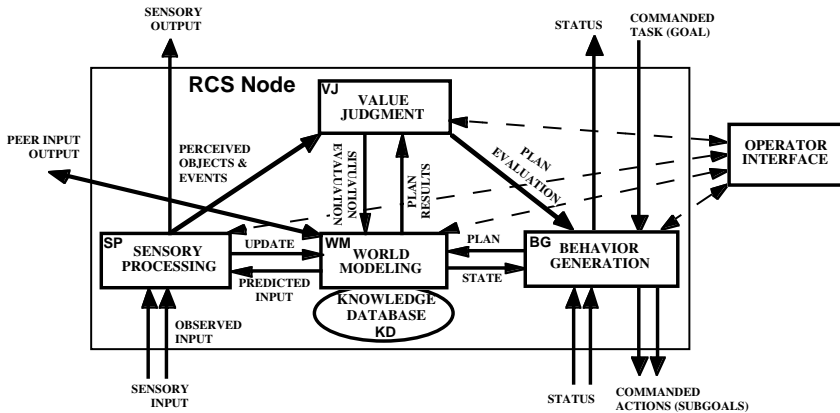 SENSORY
OUTPUT
STATUS
COMMANDED
TASK (GOAL)
RCS Node
VJ
VALUE
JUDGMENT
PEER INPUT
OUTPUT
PERCEIVED
OBJECTS &
EVENTS
SITUATION
EVALUATION
PLAN
RESULTS
PLAN
EVALUATION
OPERATOR
INTERFACE
SP
SENSORY
PROCESSING
UPDATE
WM
WORLD
MODELING
PLAN
BG
BEHAVIOR
GENERATION
PREDICTED
INPUT
STATE
KNOWLEDGE
DATABASE
KD
OBSERVED
INPUT
SENSORY
INPUT
STATUS
COMMANDED
ACTIONS (SUBGOALS)